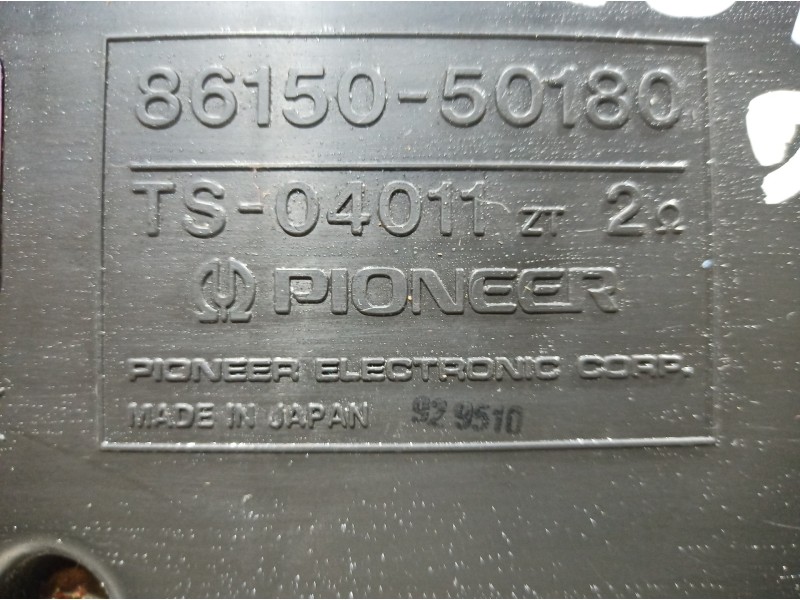 86150-50180
TS-04011 ZT 2Ω
PIONEER
PIONEER ELECTRONIC CORP.
MADE IN JAPAN 92 9510